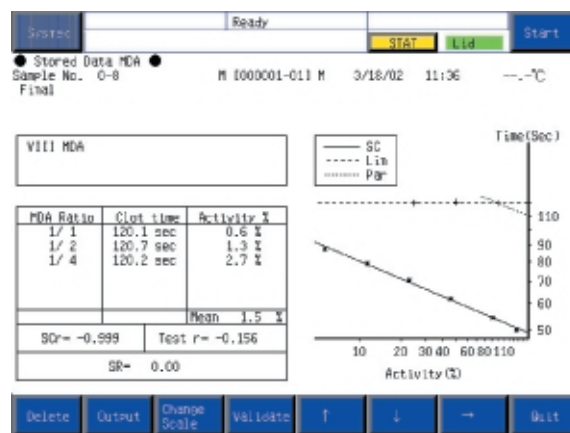 System
Ready
STAT
Lid
Start
● Stored Data MDA ●
Sample No. 0-8 M [000001-01] M 3/18/02 11:36 --.-°C
Final
VIII MDA
SC
Lin
Par
Time(Sec)
MDA Ratio Clot time Activity %
1/ 1 120.1 sec 0.6 %
1/ 2 120.7 sec 1.3 %
1/ 4 120.2 sec 2.7 %
Mean 1.5 %
SCr= -0.999 Test r= -0.156
SR= 0.00
110
90
80
70
60
50
10 20 30 40 60 80 110
Activity(%)
Delete
Output
Change Scale
Validate
↑
↓
→
Quit